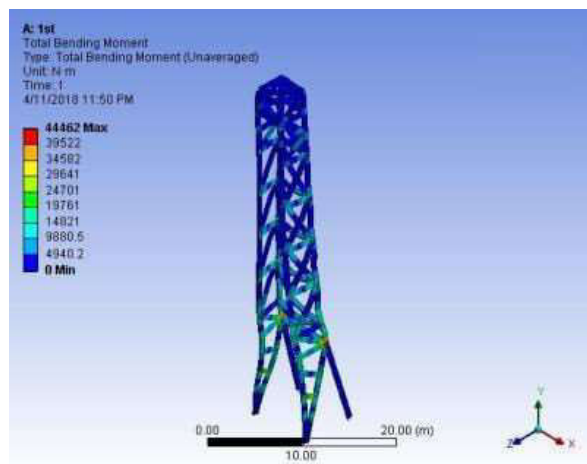 A: 1st
Total Bending Moment
Type: Total Bending Moment (Unaveraged)
Unit: N·m
Time: 1
4/11/2018 11:50 PM
44462 Max
39522
34582
29641
24701
19761
14821
9880.5
4940.2
0 Min
0.00 20.00 (m)
10.00
Y
Z X